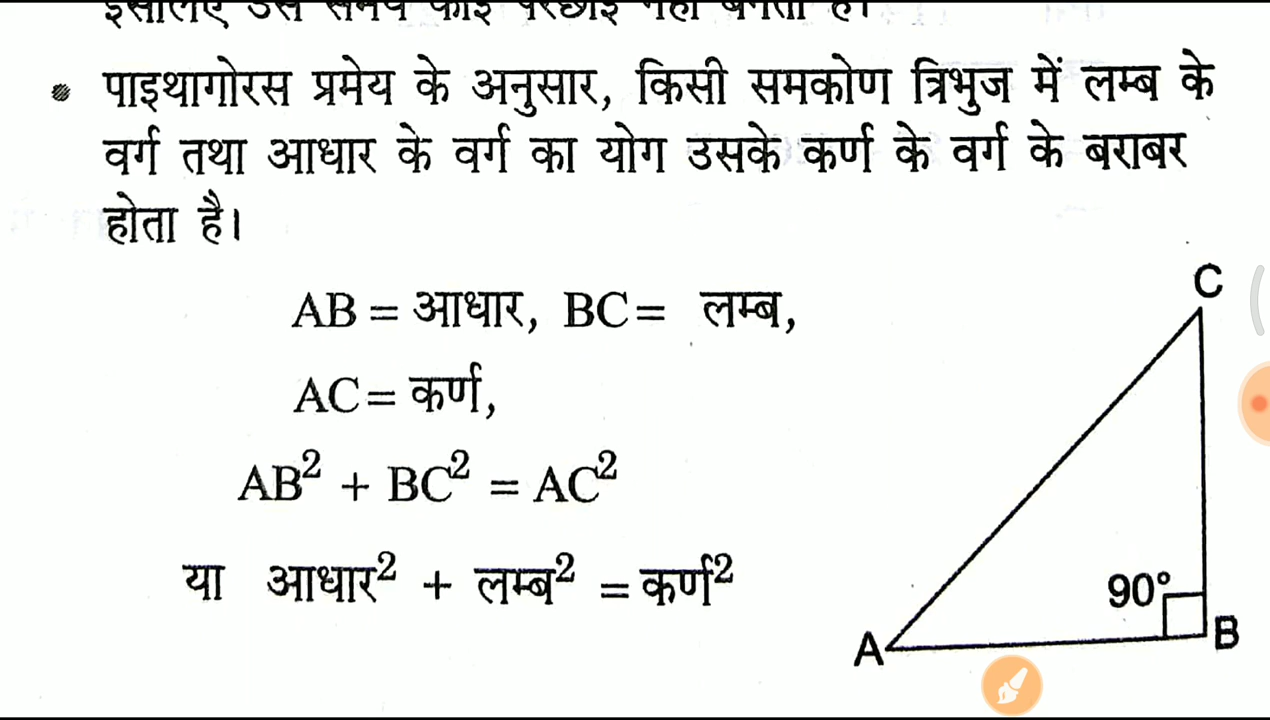 • पाइथागोरस प्रमेय के अनुसार, किसी समकोण त्रिभुज में लम्ब के
वर्ग तथा आधार के वर्ग का योग उसके कर्ण के वर्ग के बराबर
होता है।
AB = आधार, BC = लम्ब,
AC = कर्ण,
AB² + BC² = AC²
या आधार² + लम्ब² = कर्ण²
C
90°
A
B